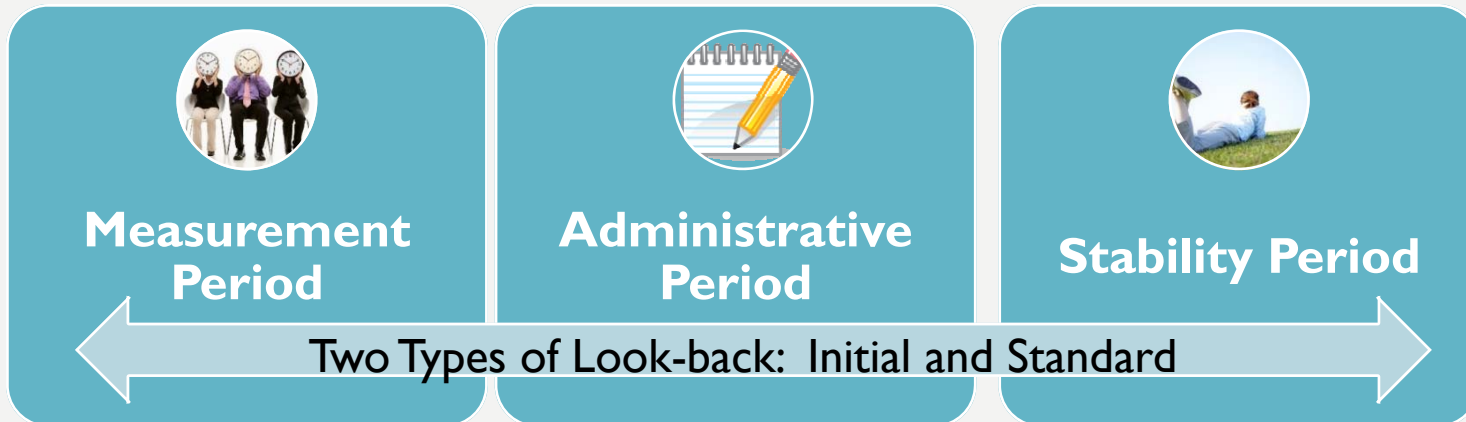 Measurement
Period
Administrative
Period
Stability Period
Two Types of Look-back: Initial and Standard